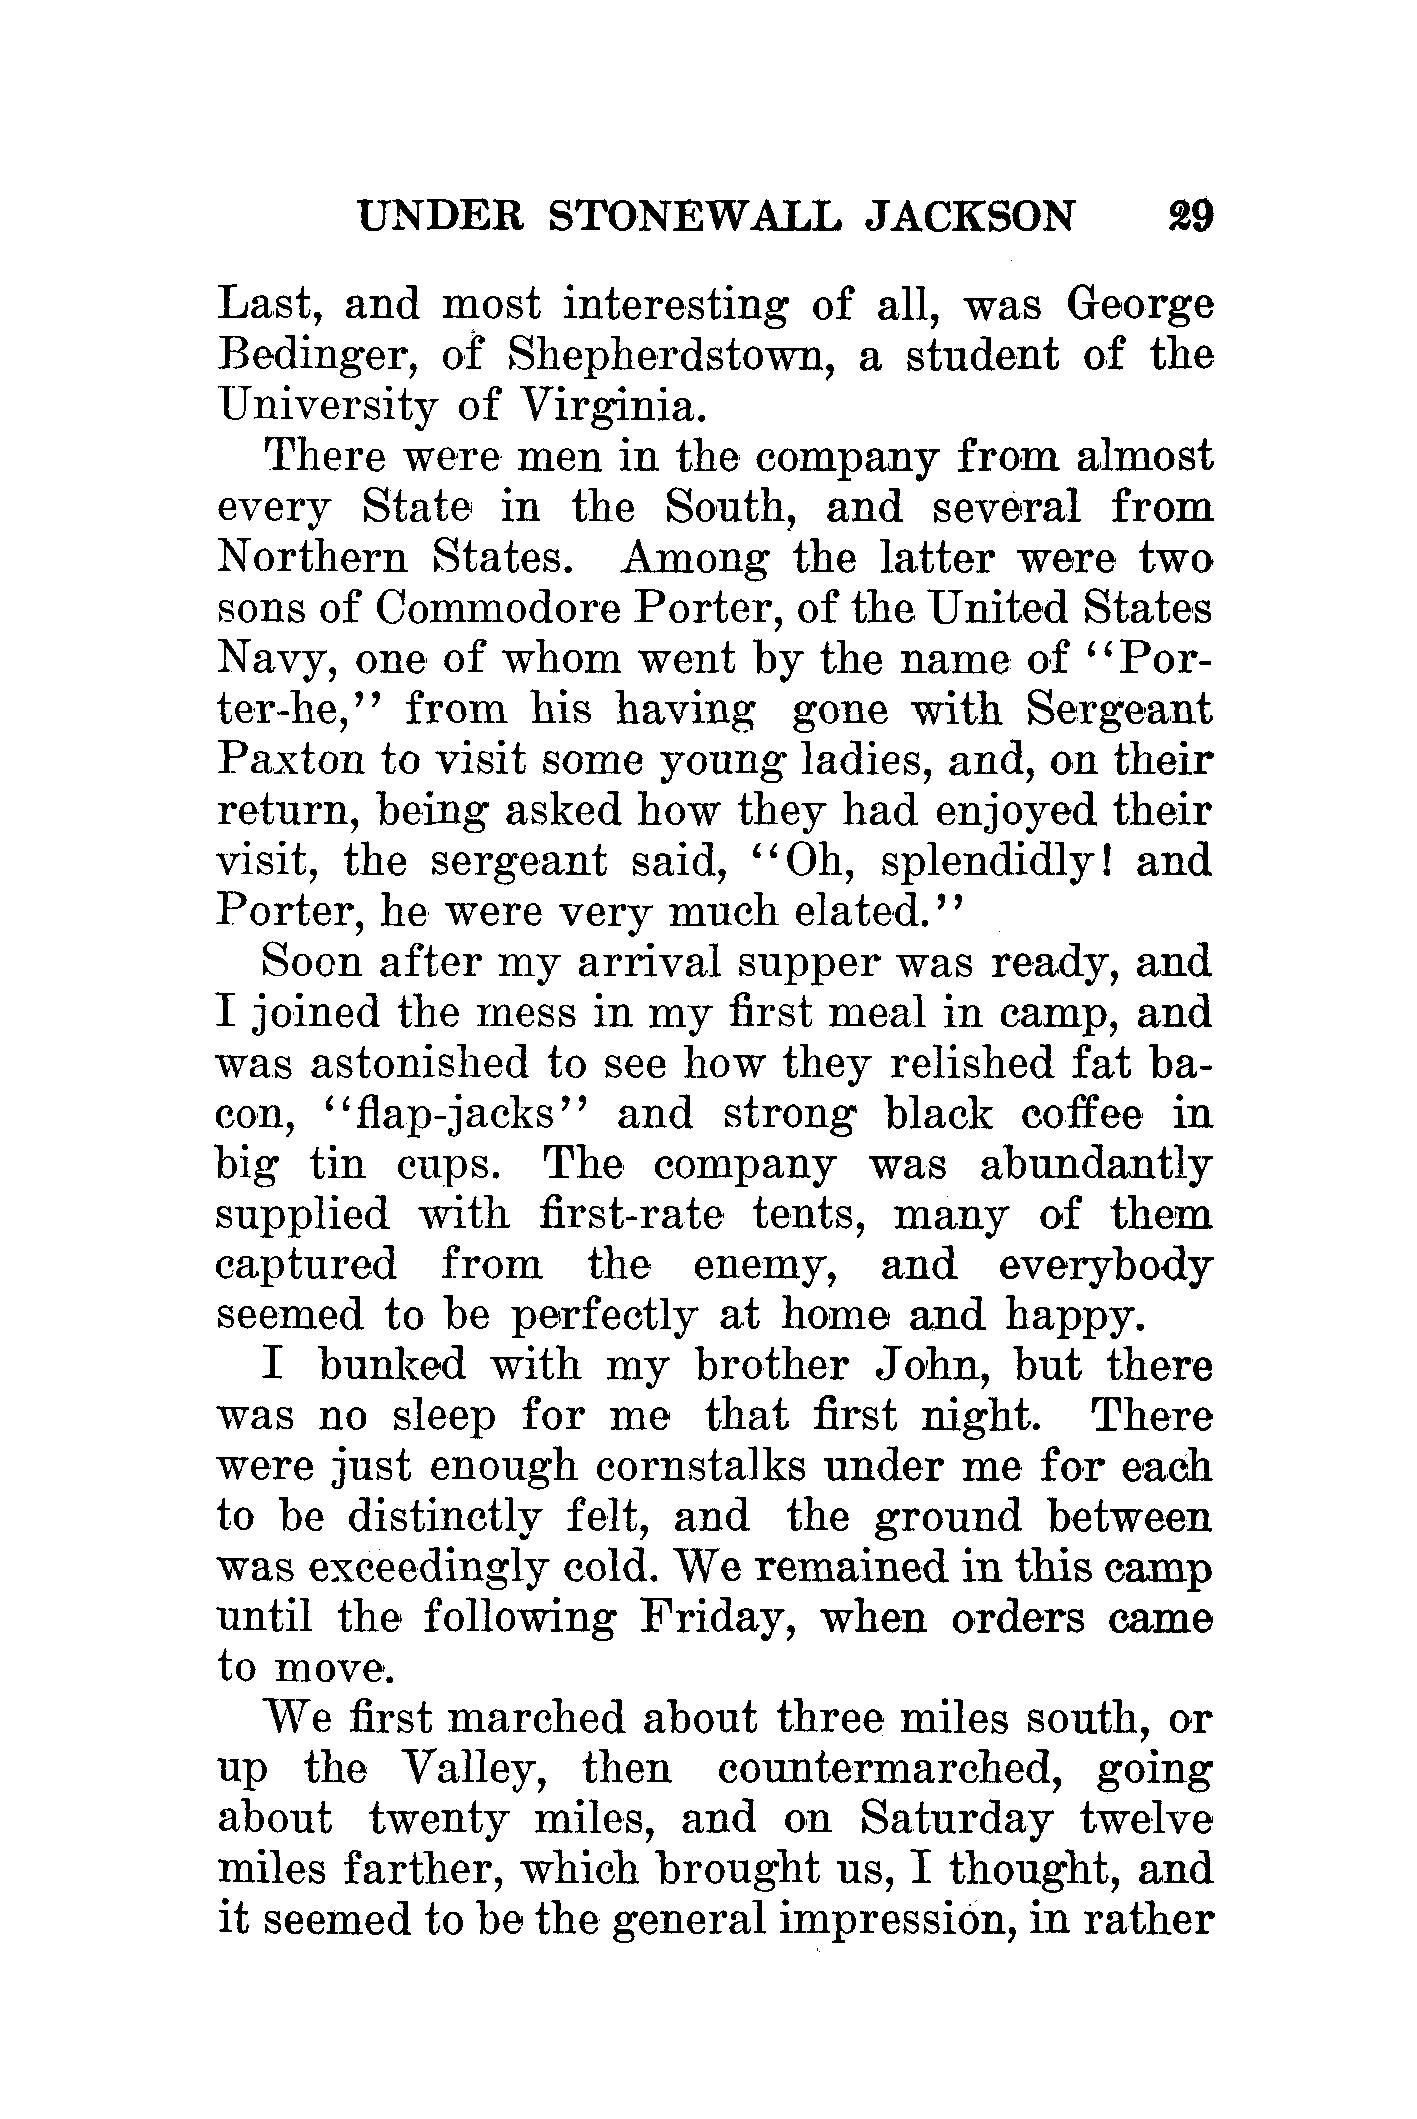 UNDER STONEWALL JACKSON 29
Last, and most interesting of all, was George
Bedinger, of Shepherdstown, a student of the
University of Virginia.
There were men in the company from almost
every State in the South, and several from
Northern States. Among the latter were two
sons of Commodore Porter, of the United States
Navy, one of whom went by the name of "Por-
ter-he," from his having gone with Sergeant
Paxton to visit some young ladies, and, on their
return, being asked how they had enjoyed their
visit, the sergeant said, "Oh, splendidly! and
Porter, he were very much elated."
Soon after my arrival supper was ready, and
I joined the mess in my first meal in camp, and
was astonished to see how they relished fat ba-
con, "flap-jacks" and strong black coffee in
big tin cups. The company was abundantly
supplied with first-rate tents, many of them
captured from the enemy, and everybody
seemed to be perfectly at home and happy.
I bunked with my brother John, but there
was no sleep for me that first night. There
were just enough cornstalks under me for each
to be distinctly felt, and the ground between
was exceedingly cold. We remained in this camp
until the following Friday, when orders came
to move.
We first marched about three miles south, or
up the Valley, then countermarched, going
about twenty miles, and on Saturday twelve
miles farther, which brought us, I thought, and
it seemed to be the general impression, in rather